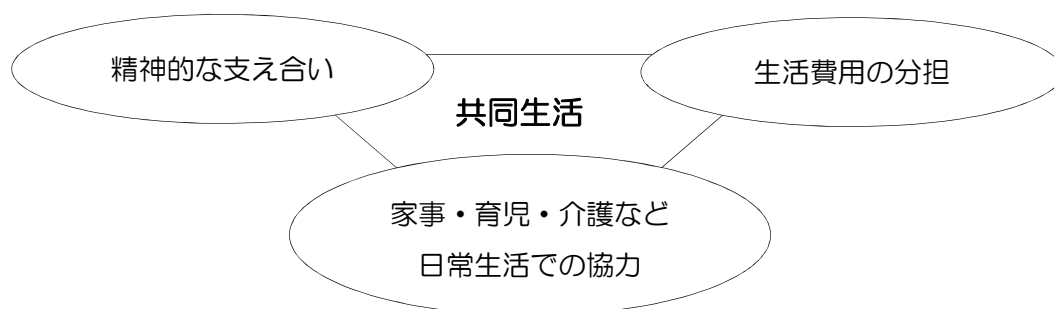 精神的な支え合い
生活費用の分担
共同生活
家事・育児・介護など
日常生活での協力